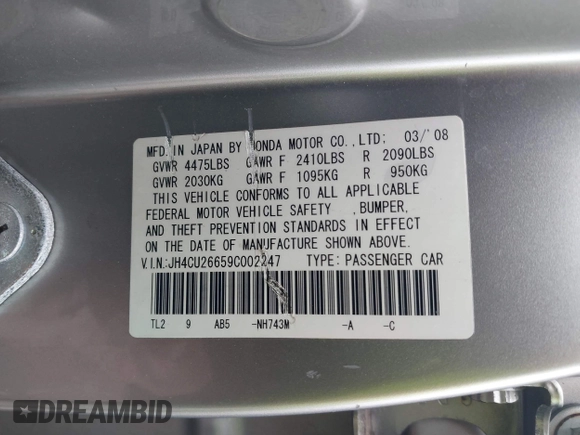 MFD. IN JAPAN BY HONDA MOTOR CO.,LTD: 03/'08
GVWR 4475LBS GAWR F 2410LBS R 2090LBS
GVWR 2030KG GAWR F 1095KG R 950KG
THIS VEHICLE CONFORMS TO ALL APPLICABLE
FEDERAL MOTOR VEHICLE SAFETY ,BUMPER,
AND THEFT PREVENTION STANDARDS IN EFFECT
ON THE DATE OF MANUFACTURE SHOWN ABOVE.
V.I.N.:JH4CU26659C002247 TYPE: PASSENGER CAR
TL2 9 AB5 -NH743M -A -C
DREAMBID